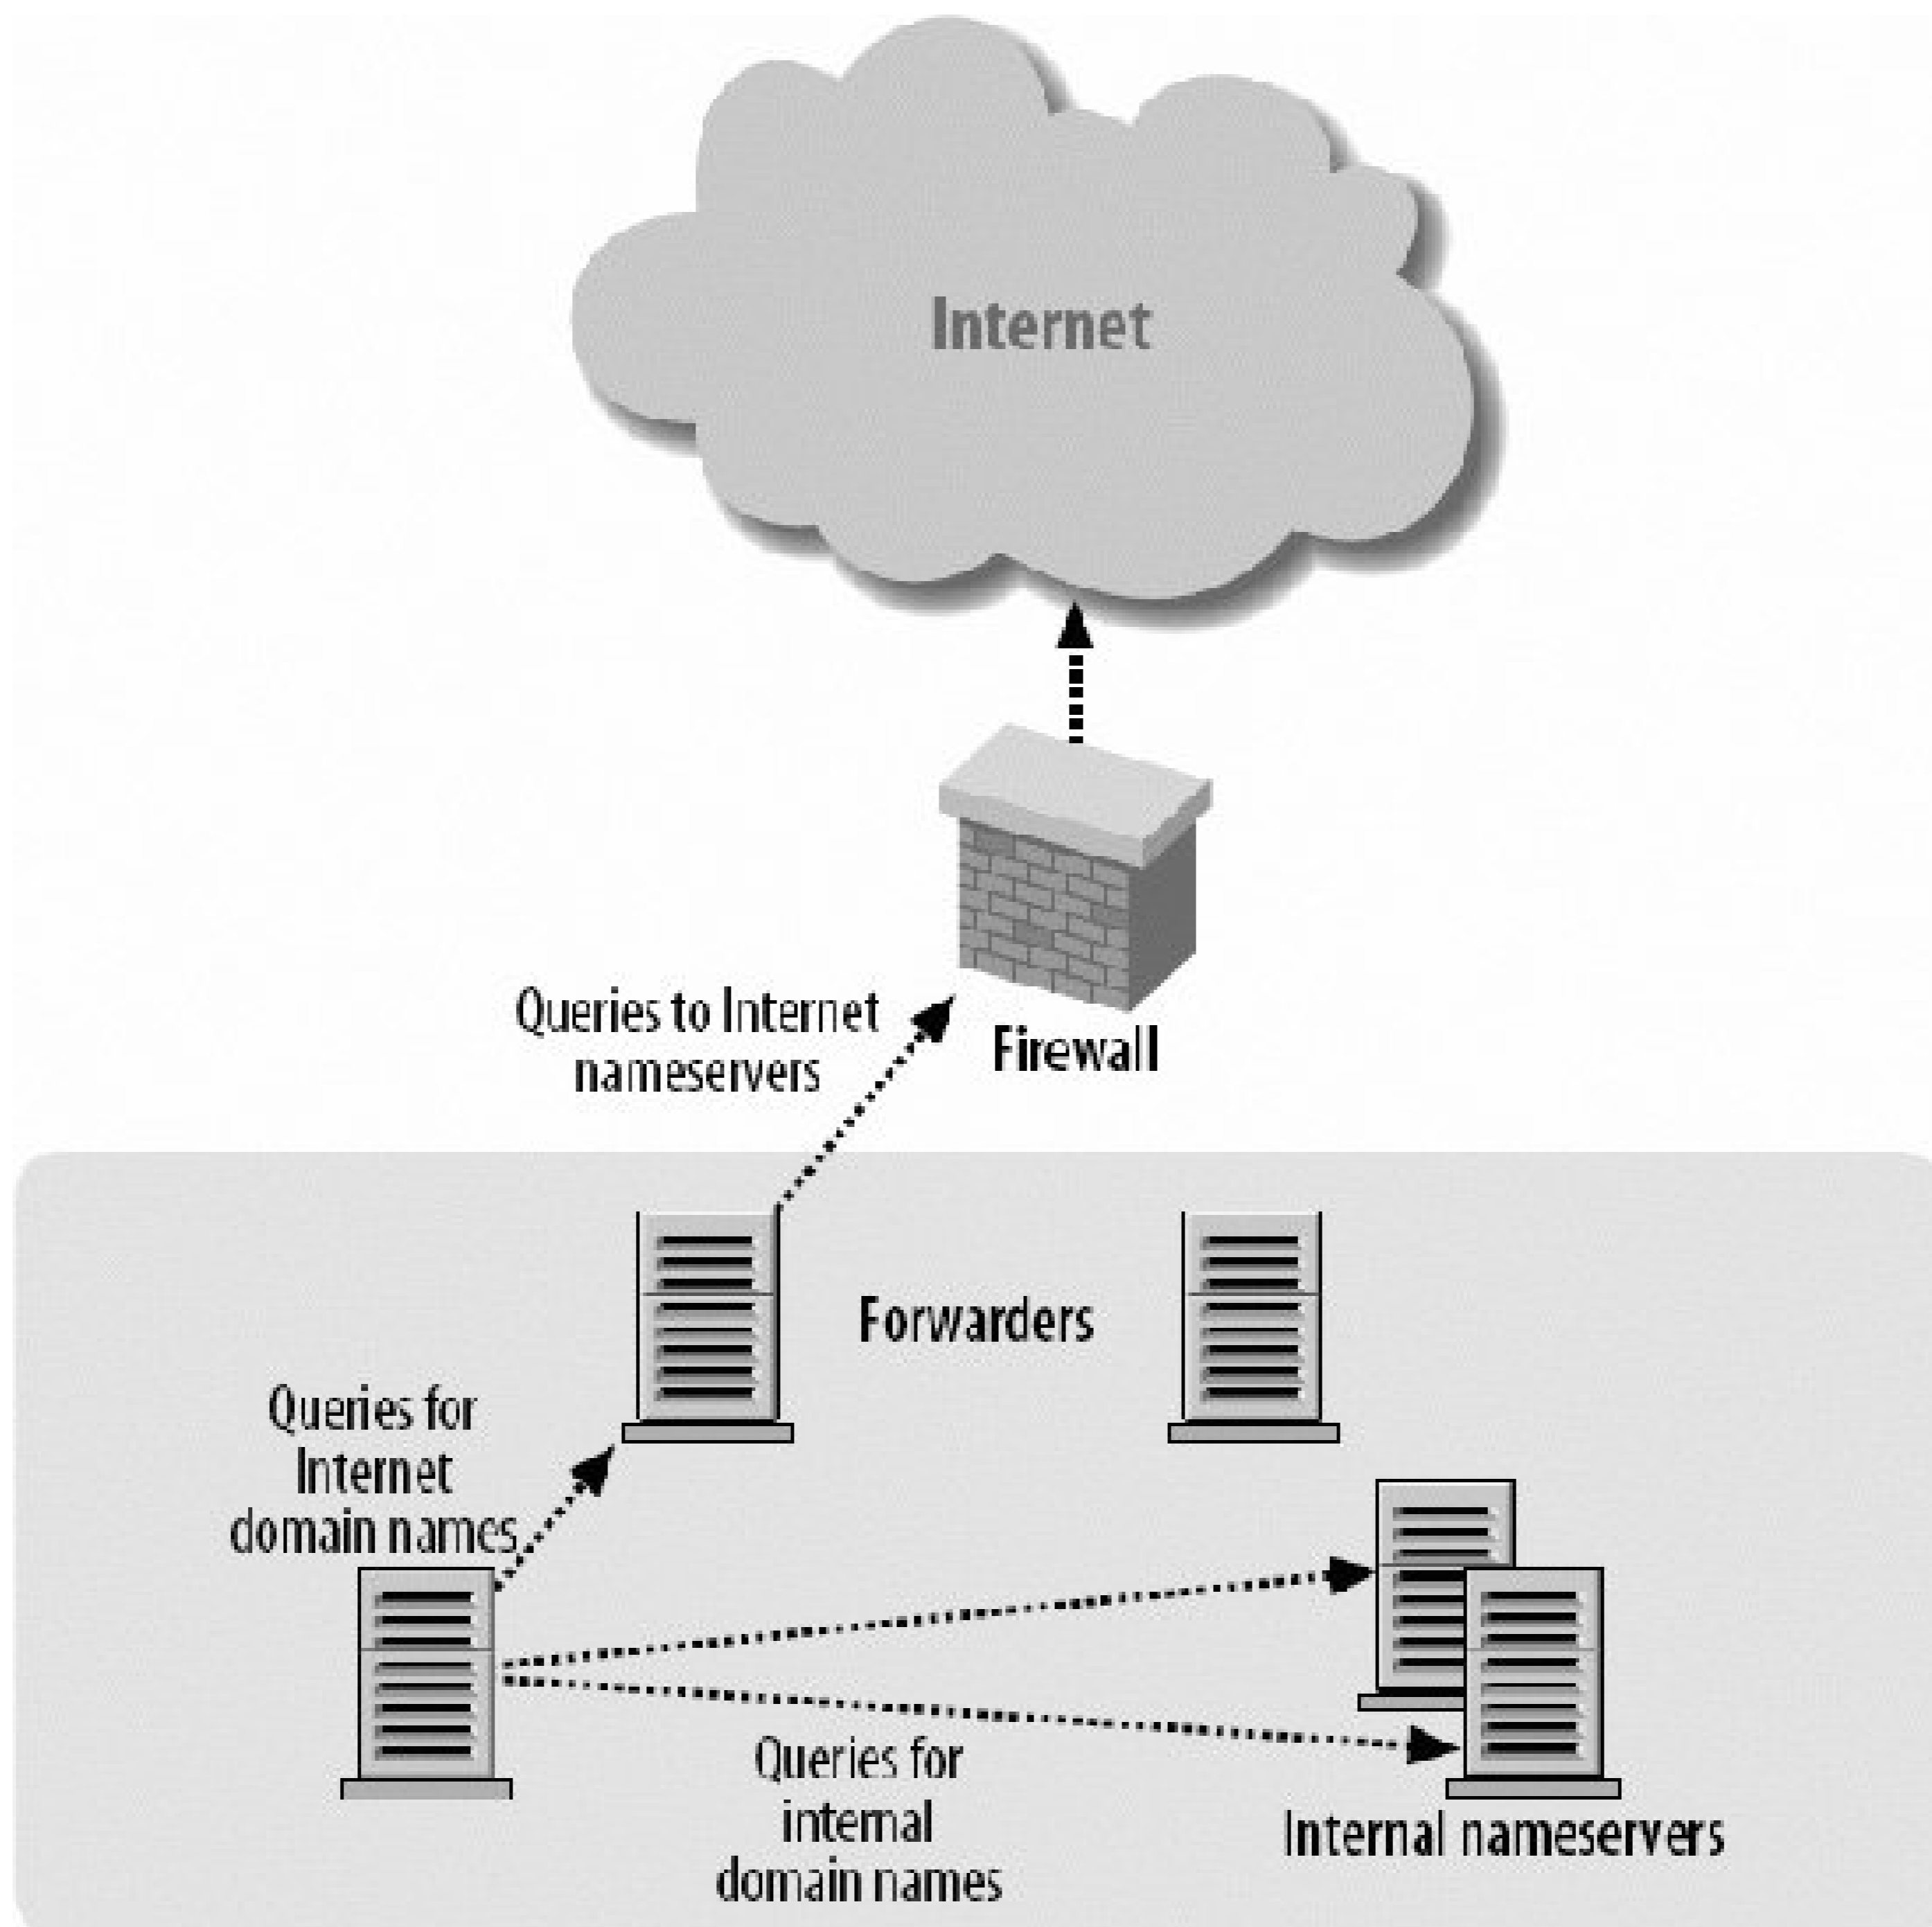 Internet
Queries to Internet
nameservers
Firewall
Forwarders
Queries for
Internet
domain names
Queries for
internal
domain names
Internal nameservers